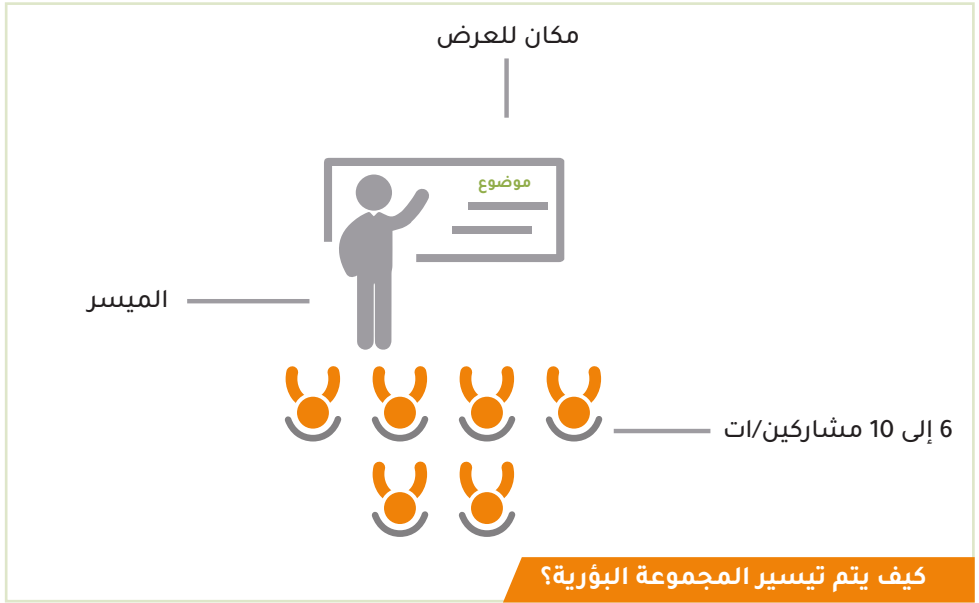 مكان للعرض
موضوع
الميسر
6 إلى 10 مشاركين/ات
كيف يتم تيسير المجموعة البؤرية؟